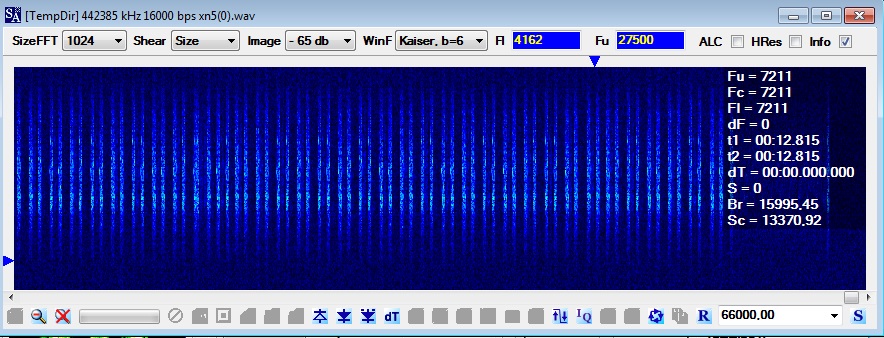 [TempDir] 442385 kHz 16000 bps xn5(0).wav
SizeFFT 1024 Shear Size Image - 65 db WinF Kaiser, b=6 Fl 4162 Fu 27500 ALC HRes Info
Fu = 7211
Fc = 7211
Fl = 7211
dF = 0
t1 = 00:12.815
t2 = 00:12.815
dT = 00:00.000.000
S = 0
Br = 15995,45
Sc = 13370,92
dT IQ R 66000,00 S